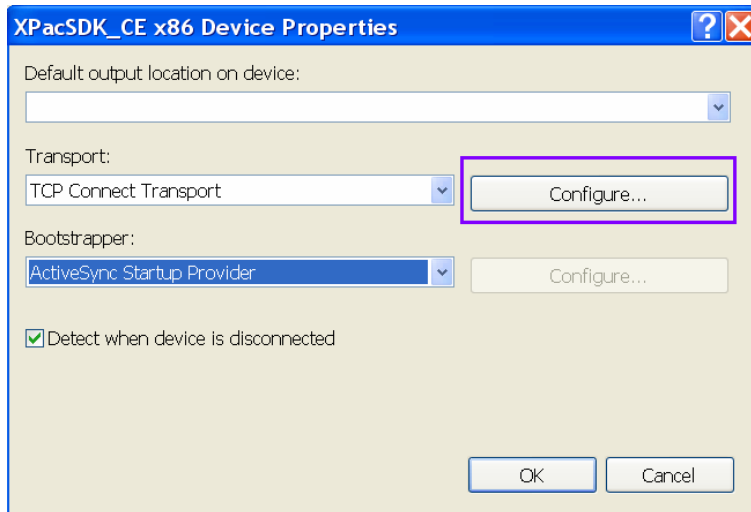 XPacSDK_CE x86 Device Properties
Default output location on device:
Transport:
TCP Connect Transport
Configure...
Bootstrapper:
ActiveSync Startup Provider
Configure...
Detect when device is disconnected
OK
Cancel